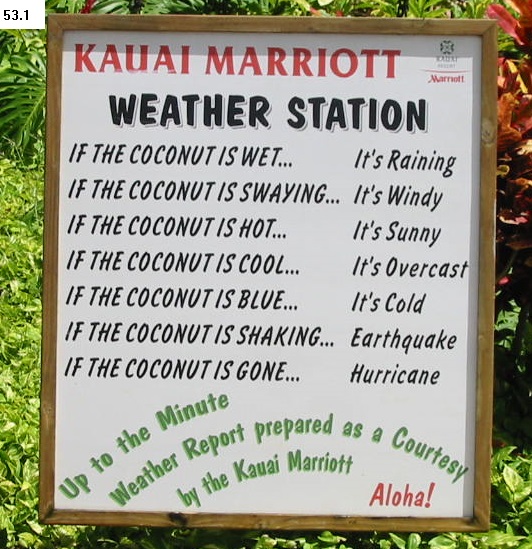 53.1
KAUAI MARRIOTT
KAUAI
RESORT
Marriott
WEATHER STATION
IF THE COCONUT IS WET... It's Raining
IF THE COCONUT IS SWAYING... It's Windy
IF THE COCONUT IS HOT... It's Sunny
IF THE COCONUT IS COOL... It's Overcast
IF THE COCONUT IS BLUE... It's Cold
IF THE COCONUT IS SHAKING... Earthquake
IF THE COCONUT IS GONE... Hurricane
Up to the Minute
Weather Report prepared as a Courtesy
by the Kauai Marriott
Aloha!